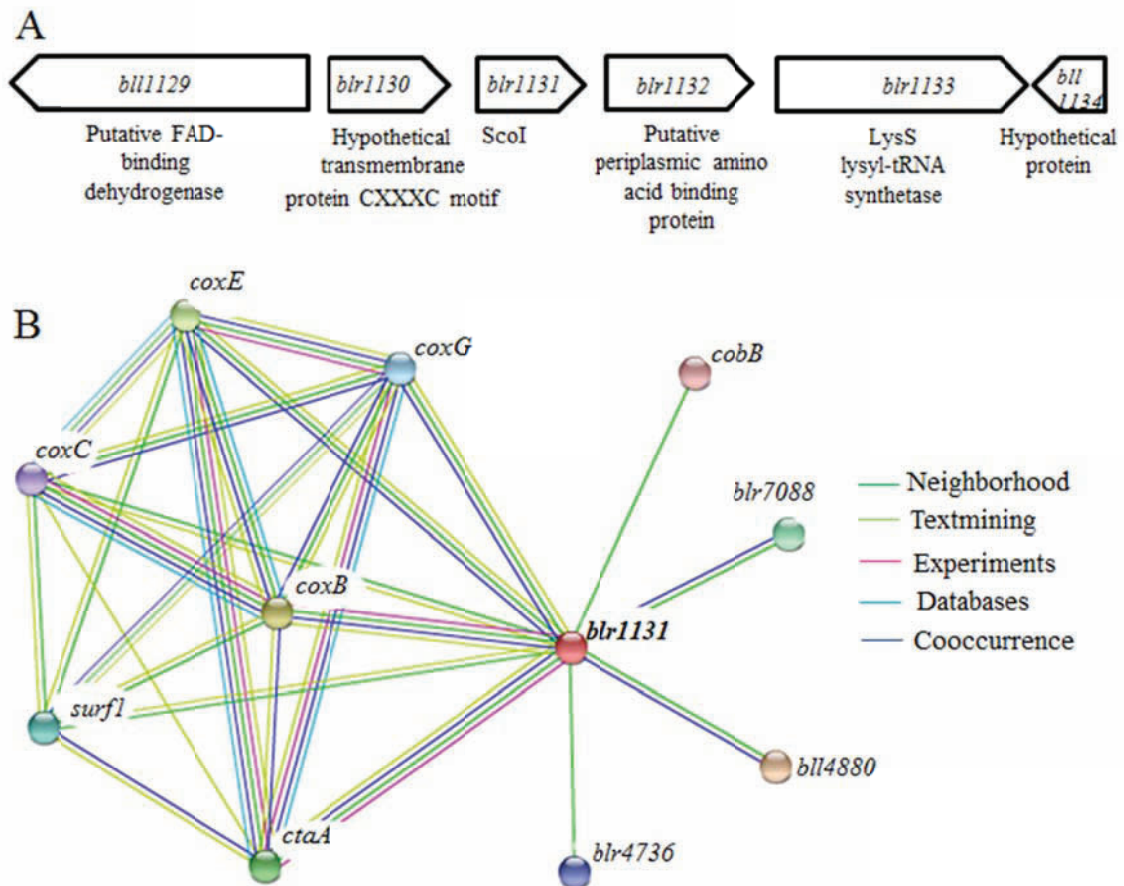 A
bll1129
blr1130
blr1131
blr1132
blr1133
bll
1134
Putative FAD-
binding
dehydrogenase
Hypothetical
transmembrane
protein CXXXC motif
ScoI
Putative
periplasmic amino
acid binding
protein
LysS
lysyl-tRNA
synthetase
Hypothetical
protein
B
coxE
coxG
cobB
coxC
blr7088
Neighborhood
Textmining
Experiments
Databases
Cooccurrence
coxB
blr1131
surf1
bll4880
ctaA
blr4736